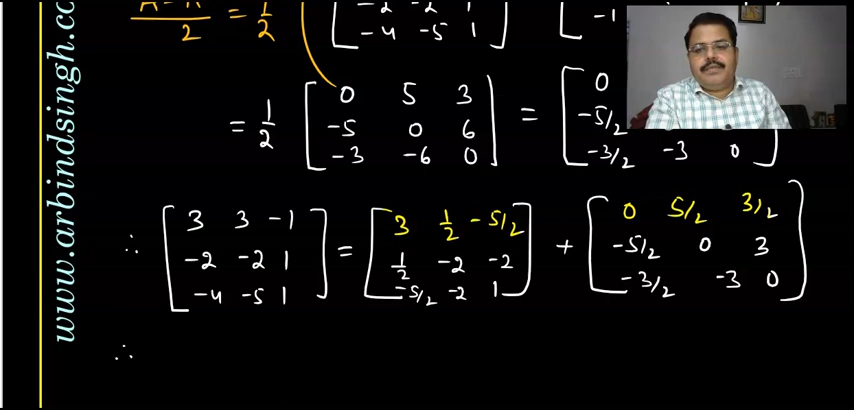 www.arbindsingh.c
A - A
2
= 1/2
[ -2 -2 1
-4 -5 1 ]
[
-1
= 1/2 [ 0 5 3
-5 0 6
-3 -6 0 ]
= [ 0
-5/2
-3/2 -3 0 ]
∴ [ 3 3 -1
-2 -2 1
-4 -5 1 ]
= [ 3 1/2 -5/2
1/2 -2 -2
-5/2 -2 1 ]
+ [ 0 5/2 3/2
-5/2 0 3
-3/2 -3 0 ]
∴